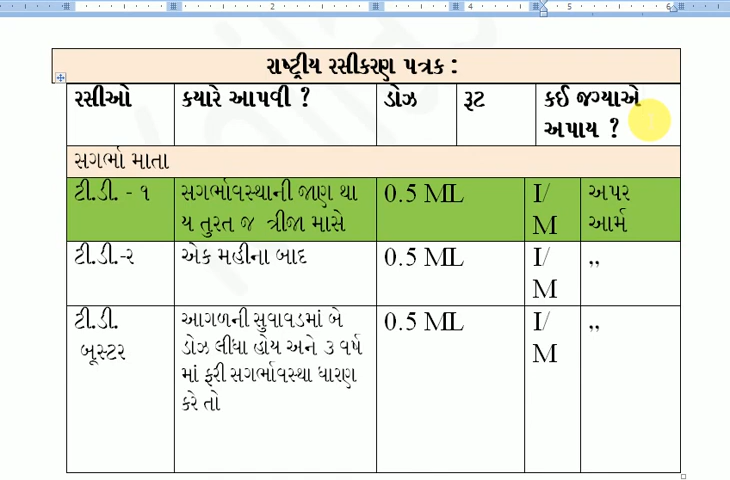 રાષ્ટ્રીય રસીકરણ પત્રક :
રસીઓ કયારે આપવી ? ડોઝ રૂટ કઈ જગ્યાએ
અપાય ?
સગર્ભા માતા
ટી.ડી. - ૧ સગર્ભાવસ્થાની જાણ થા 0.5 ML I/ અપર
ય તુરત જ ત્રીજા માસે M આર્મ
ટી.ડી.-ર એક મહીના બાદ 0.5 ML I/ ,,
M
ટી.ડી. આગળની સુવાવડમાં બે 0.5 ML I/ ,,
બૂસ્ટર ડોઝ લીધા હોય અને ૩ વર્ષ M
માં ફરી સગર્ભાવસ્થા ધારણ
કરે તો